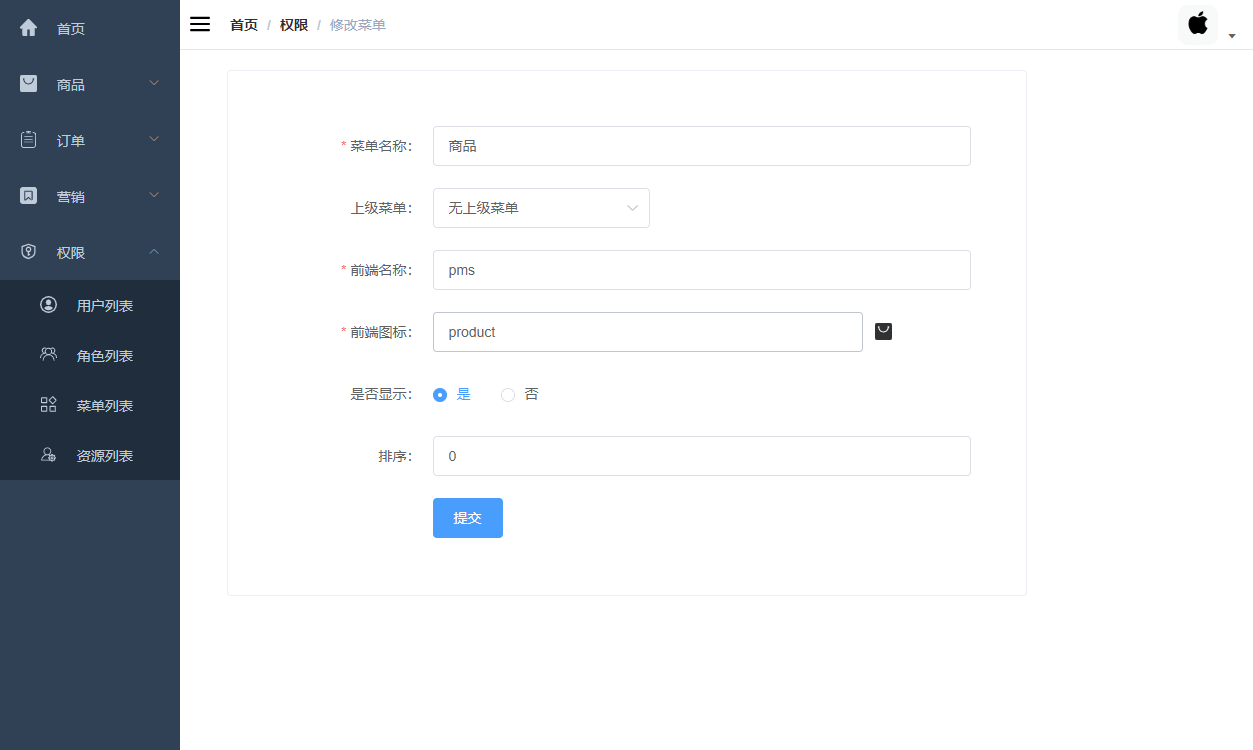 首页
商品
订单
营销
权限
用户列表
角色列表
菜单列表
资源列表
首页 / 权限 / 修改菜单
* 菜单名称： 商品
上级菜单： 无上级菜单
* 前端名称： pms
* 前端图标： product
是否显示： 是 否
排序： 0
提交